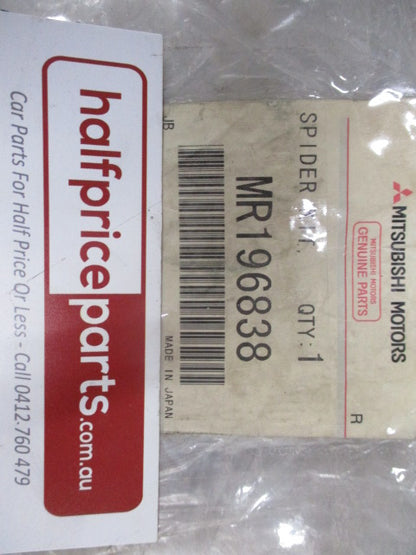 MITSUBISHI MOTORS
MITSUBISHI MOTORS
GENUINE PARTS
R
SPIDER QTY:1
MR196838
JB MADE IN JAPAN
halfpriceparts.com.au
Car Parts For Half Price Or Less - Call 0412 760 479